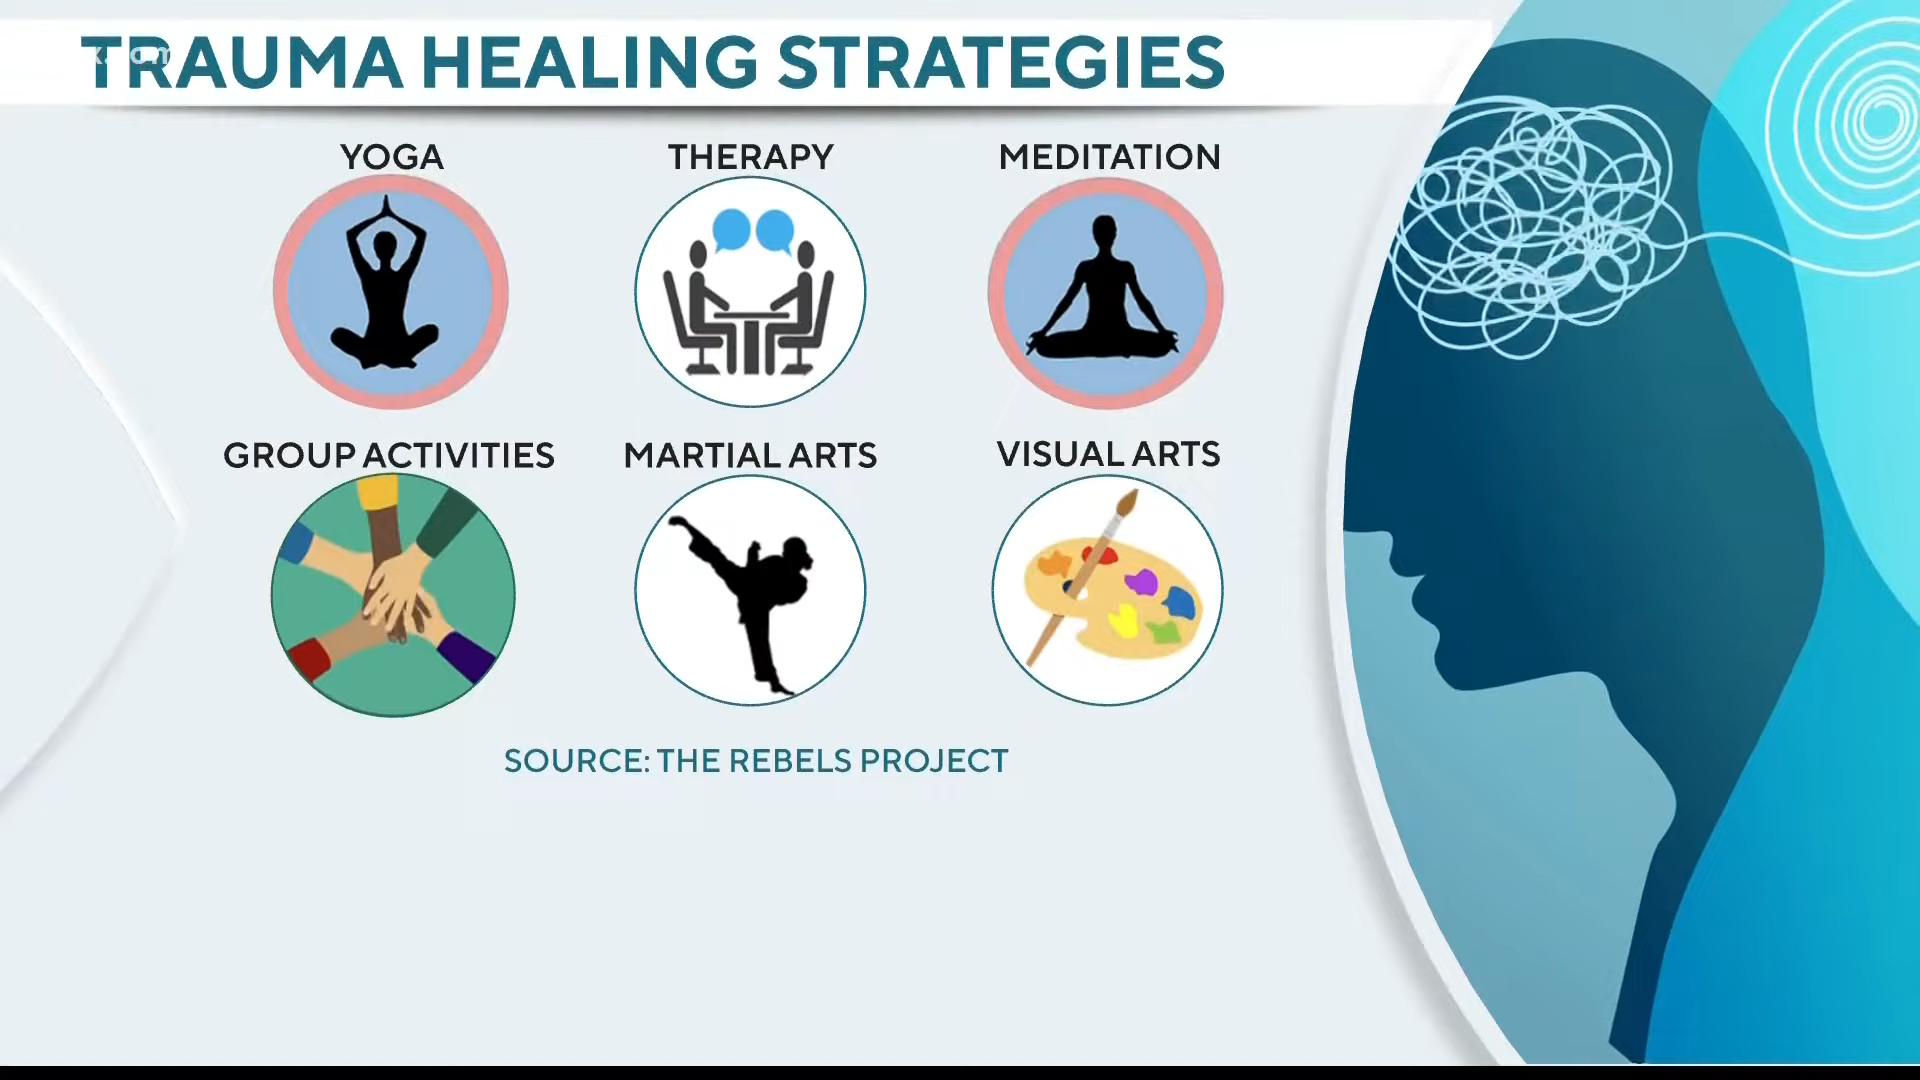 TRAUMA HEALING STRATEGIES
YOGA THERAPY MEDITATION
GROUP ACTIVITIES MARTIAL ARTS VISUAL ARTS
SOURCE: THE REBELS PROJECT